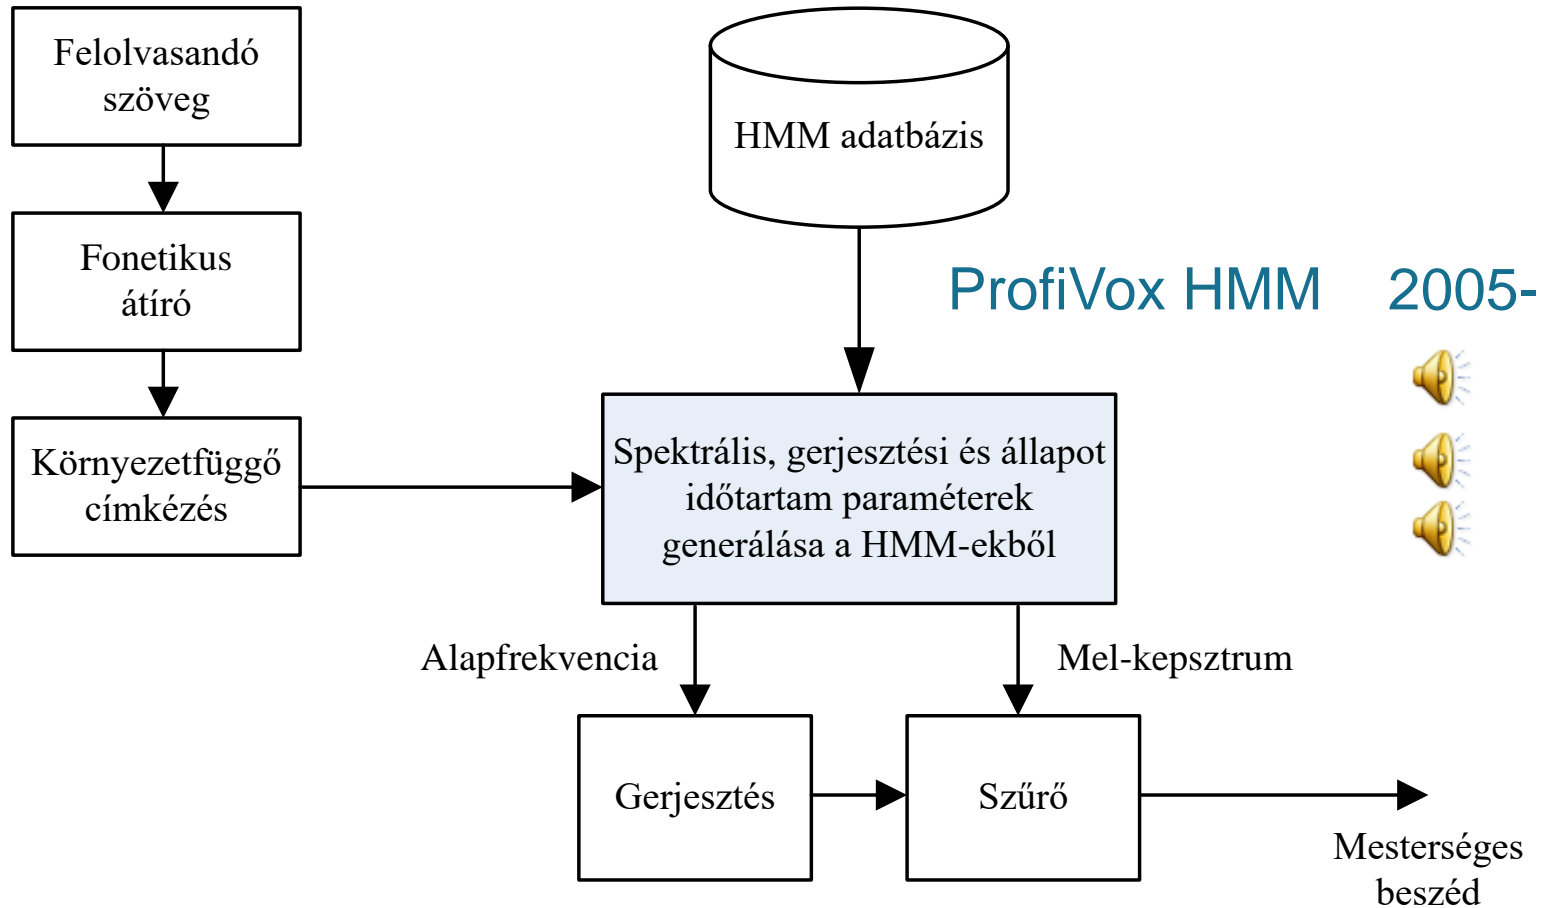 Felolvasandó
szöveg
HMM adatbázis
Fonetikus
átíró
ProfiVox HMM 2005-
Környezetfüggő
címkézés
Spektrális, gerjesztési és állapot
időtartam paraméterek
generálása a HMM-ekből
Alapfrekvencia
Mel-kepsztrum
Gerjesztés
Szűrő
Mesterséges
beszéd